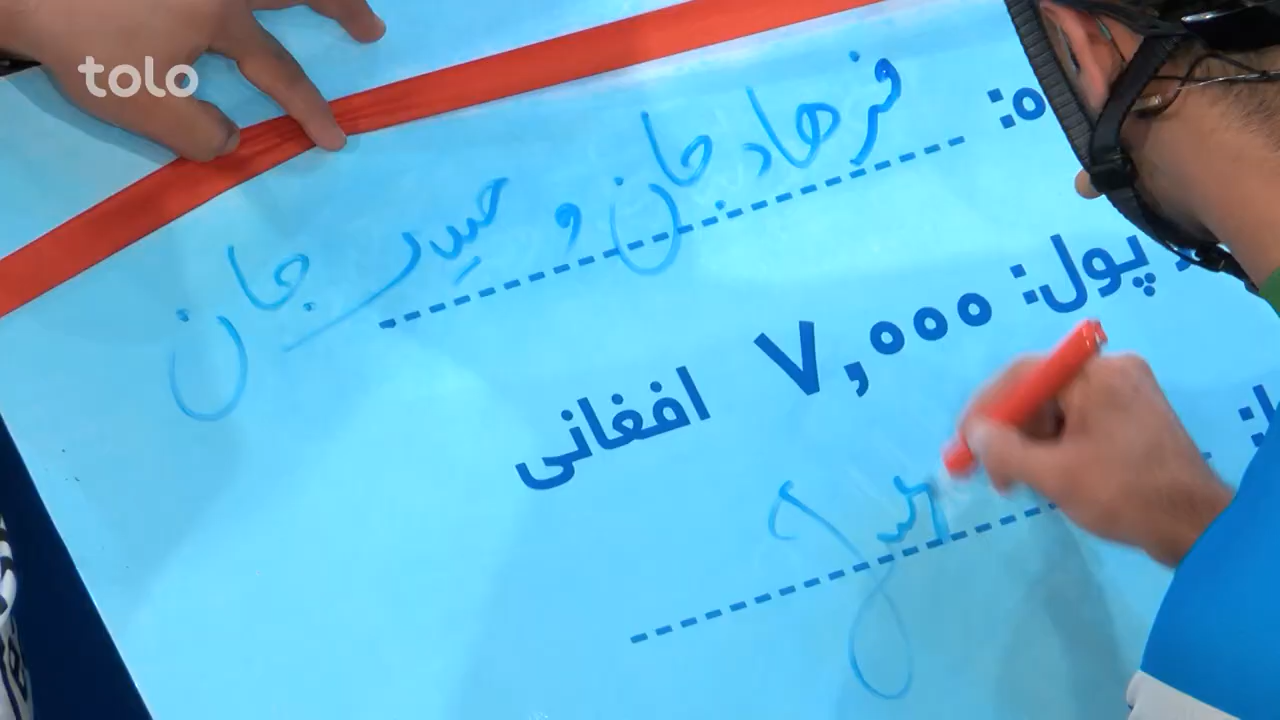 tolo
ه: فرهاد جان و حیدر جان
پول: ۷,۰۰۰ افغانی